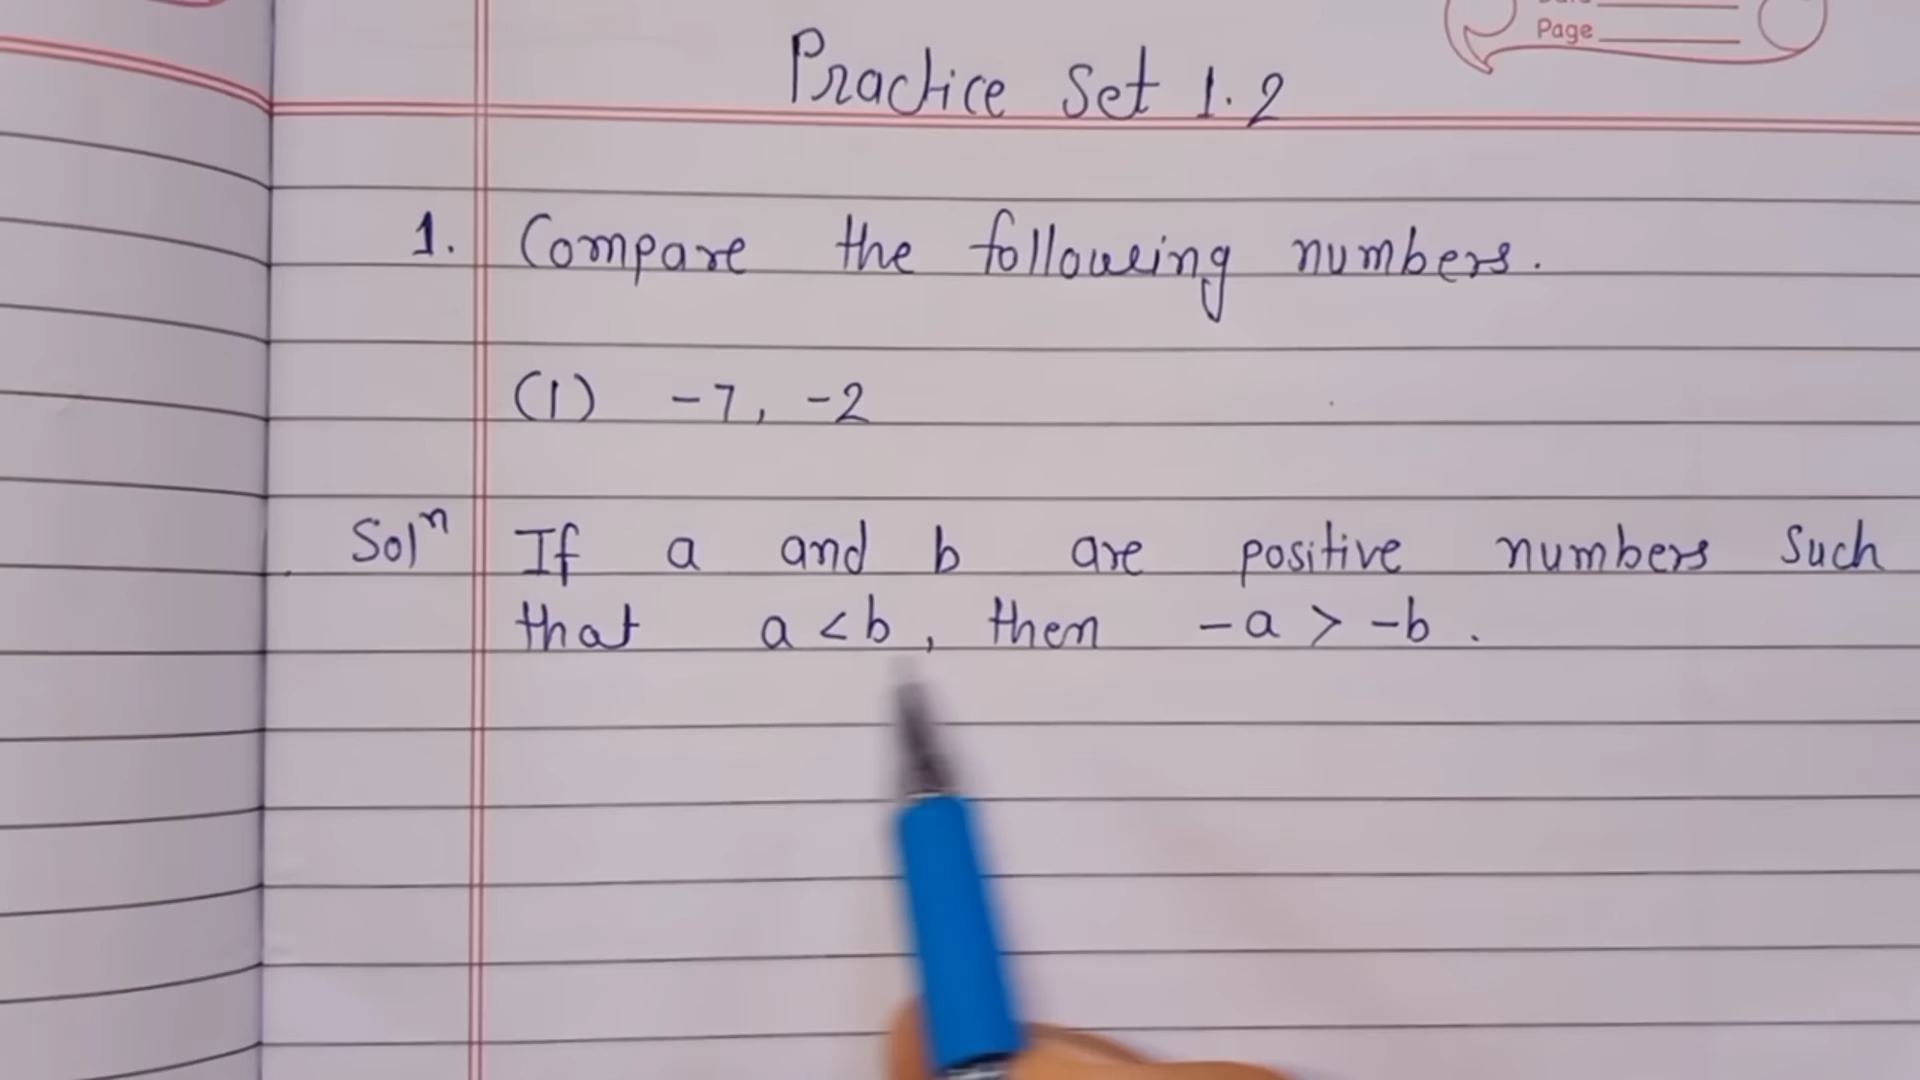 Page
Practice Set 1.2
1. Compare the following numbers.
(1) -7, -2
Solⁿ If a and b are positive numbers such
that a < b, then -a > -b.